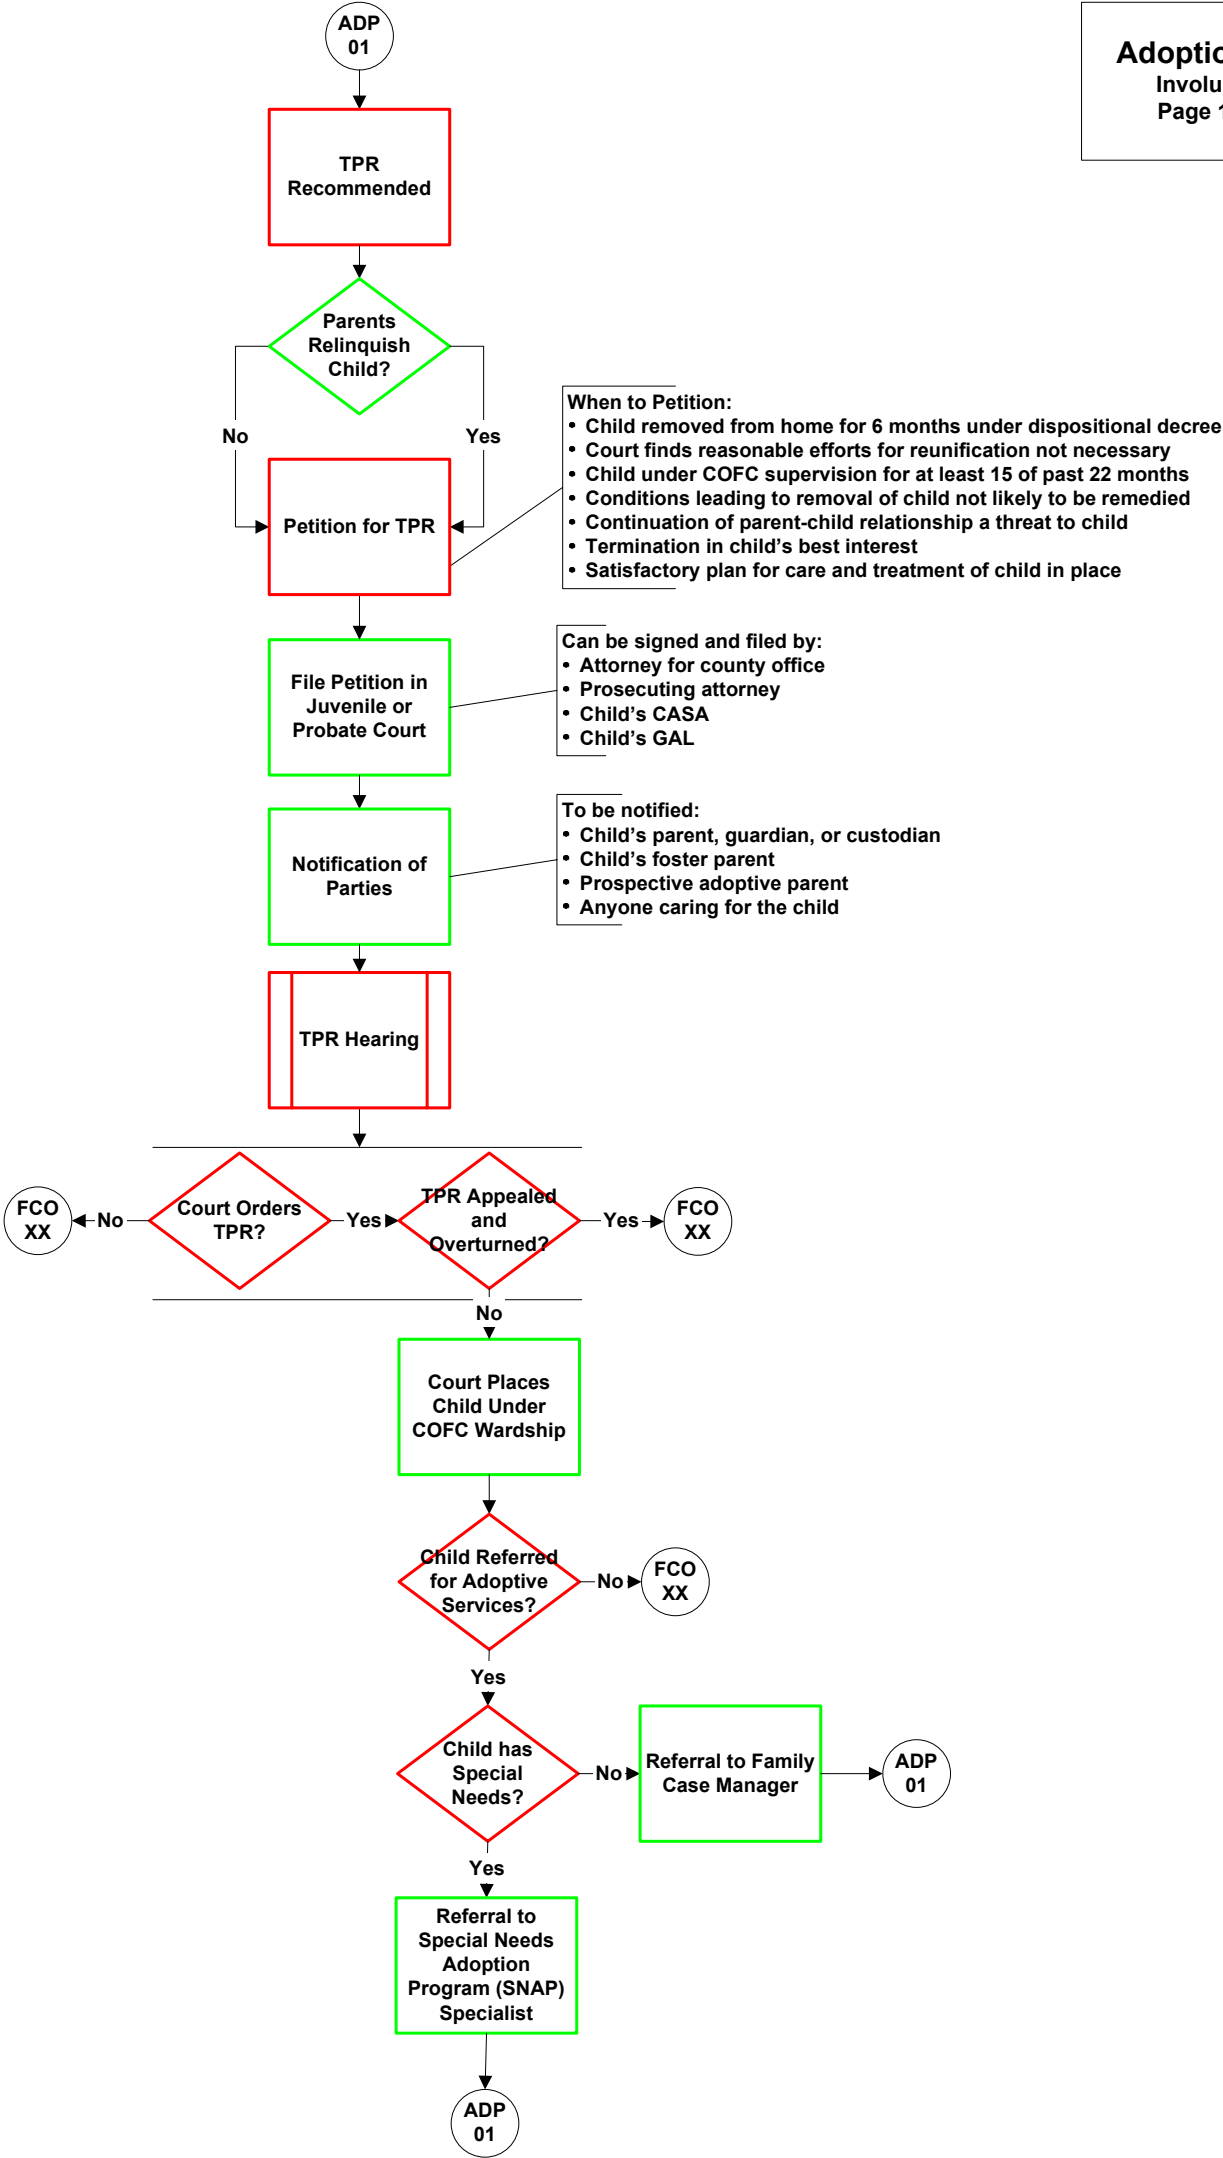 ADP
01
Adoptio
Involu
Page 1
TPR
Recommended
Parents
Relinquish
Child?
No
Yes
When to Petition:
• Child removed from home for 6 months under dispositional decree
• Court finds reasonable efforts for reunification not necessary
• Child under COFC supervision for at least 15 of past 22 months
• Conditions leading to removal of child not likely to be remedied
• Continuation of parent-child relationship a threat to child
• Termination in child's best interest
• Satisfactory plan for care and treatment of child in place
Petition for TPR
File Petition in
Juvenile or
Probate Court
Can be signed and filed by:
• Attorney for county office
• Prosecuting attorney
• Child's CASA
• Child's GAL
Notification of
Parties
To be notified:
• Child's parent, guardian, or custodian
• Child's foster parent
• Prospective adoptive parent
• Anyone caring for the child
TPR Hearing
FCO
XX
No
Court Orders
TPR?
Yes
TPR Appealed
and
Overturned?
Yes
FCO
XX
No
Court Places
Child Under
COFC Wardship
Child Referred
for Adoptive
Services?
No
FCO
XX
Yes
Child has
Special
Needs?
No
Referral to Family
Case Manager
ADP
01
Yes
Referral to
Special Needs
Adoption
Program (SNAP)
Specialist
ADP
01